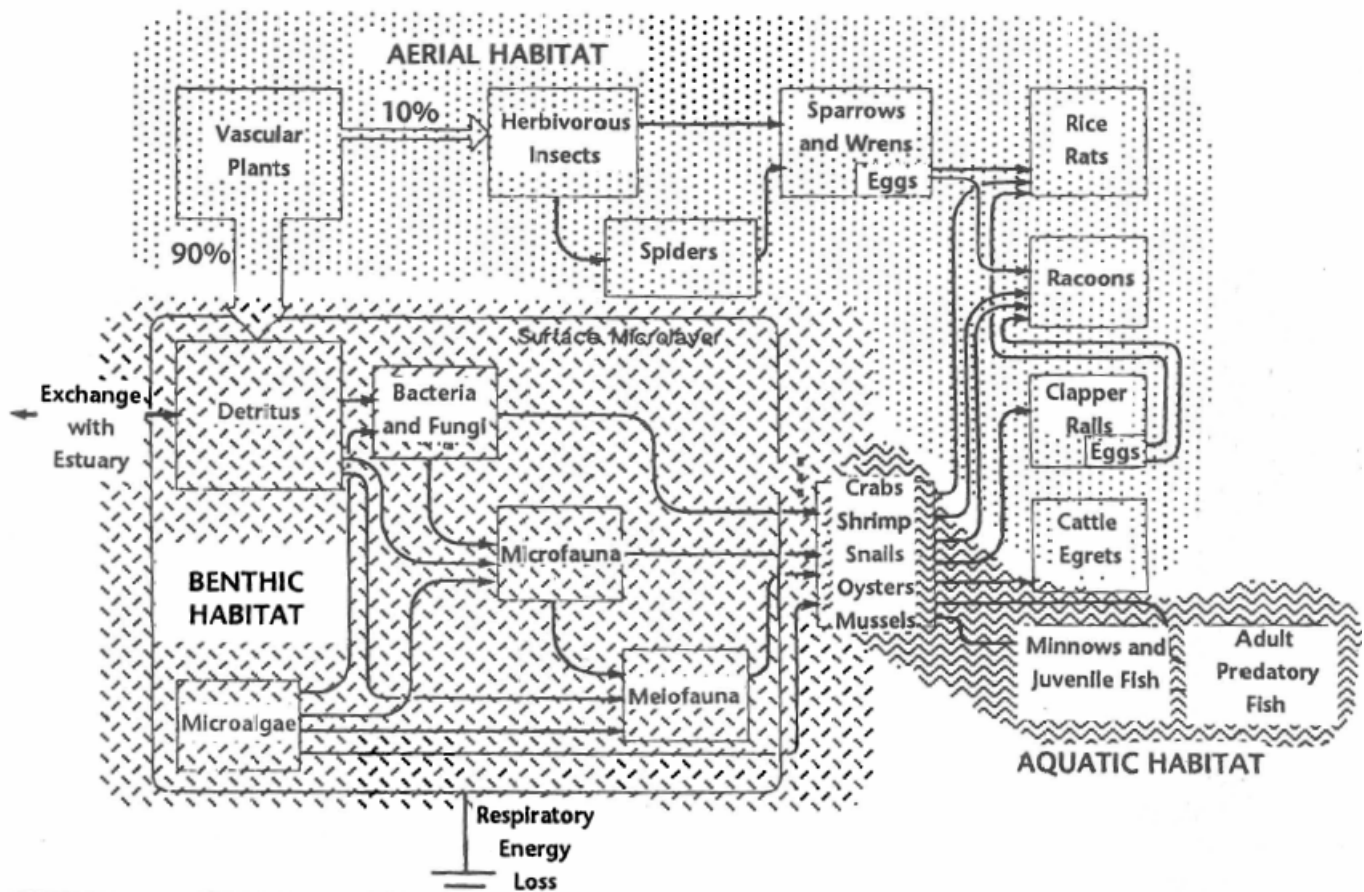 AERIAL HABITAT
Vascular
Plants
10%
Herbivorous
Insects
Sparrows
and Wrens
Eggs
Rice
Rats
90%
Spiders
Racoons
Surface Microlayer
Exchange
with
Estuary
Detritus
Bacteria
and Fungi
Clapper
Rails
Eggs
Crabs
Shrimp
Snails
Oysters
Mussels
Cattle
Egrets
Microfauna
BENTHIC
HABITAT
Minnows and
Juvenile Fish
Adult
Predatory
Fish
Microalgae
Meiofauna
AQUATIC HABITAT
Respiratory
Energy
Loss